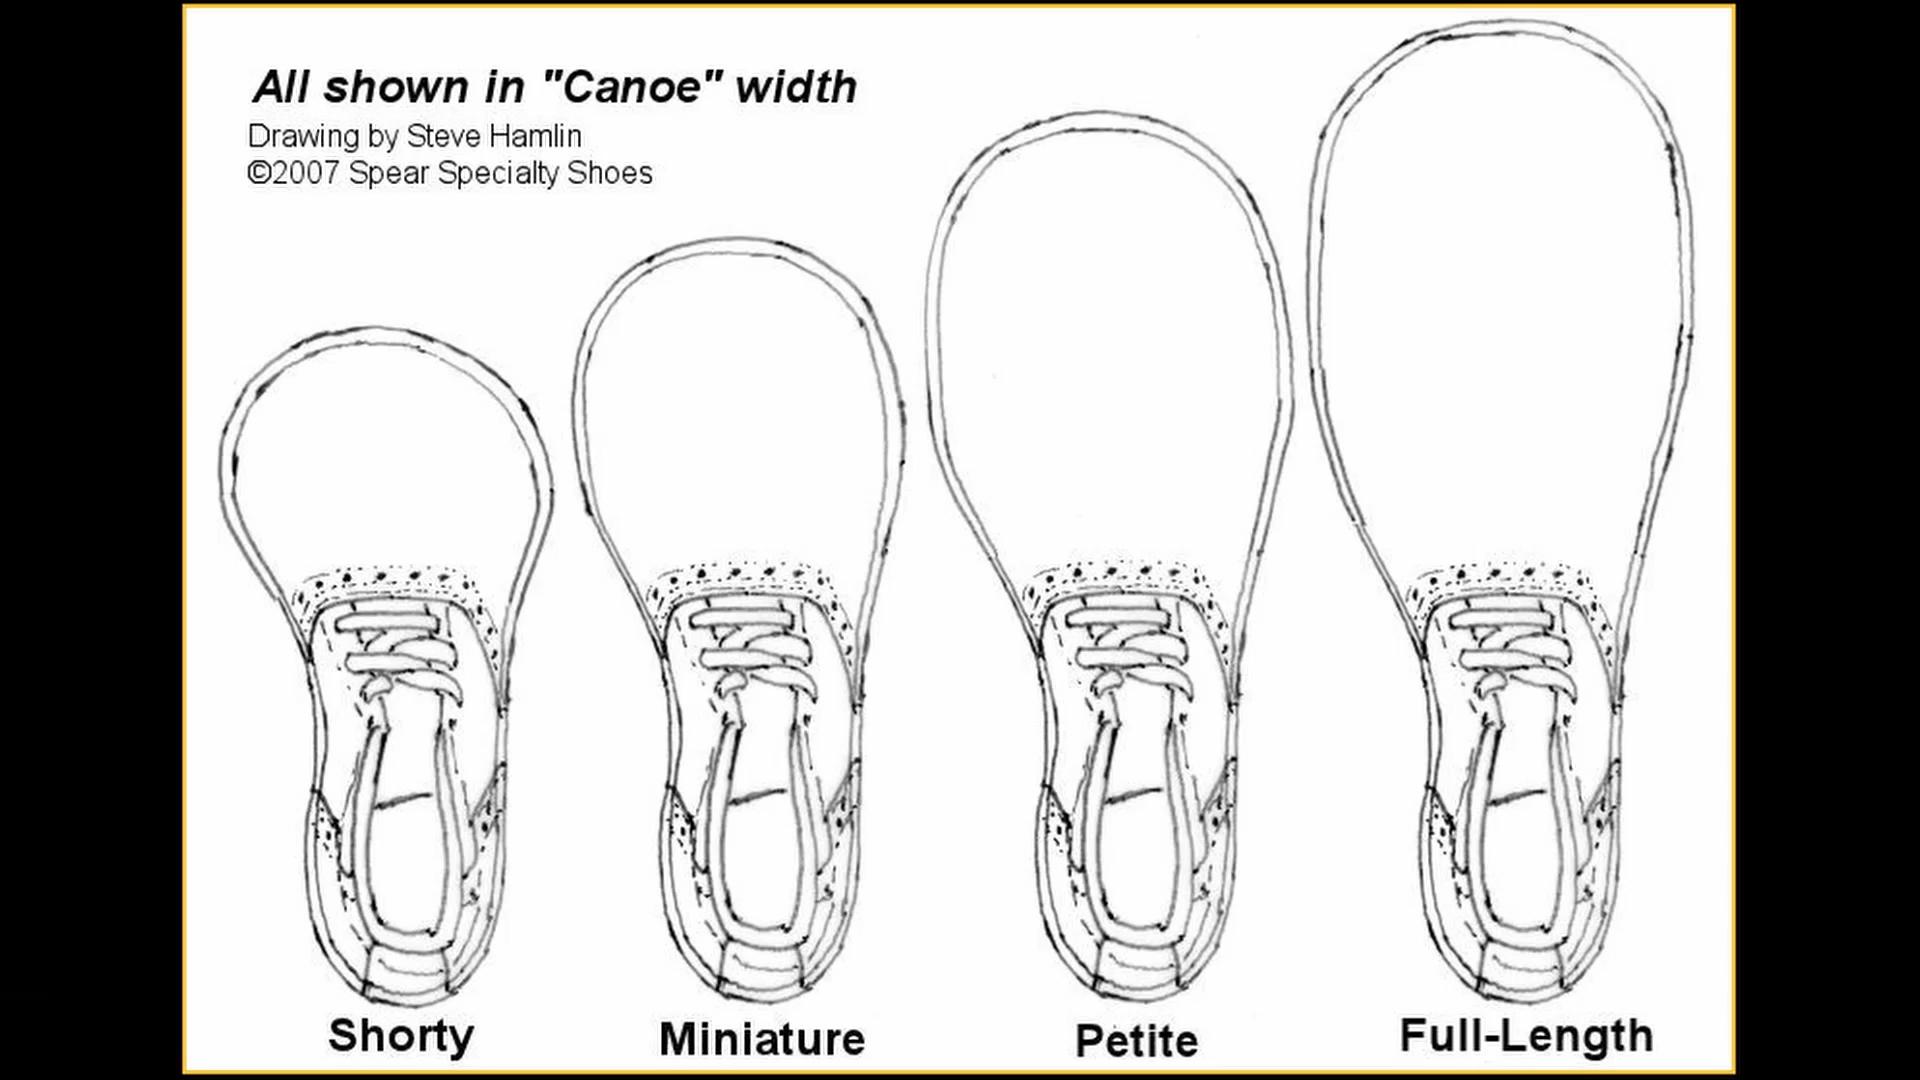 All shown in "Canoe" width
Drawing by Steve Hamlin
©2007 Spear Specialty Shoes
Shorty
Miniature
Petite
Full-Length